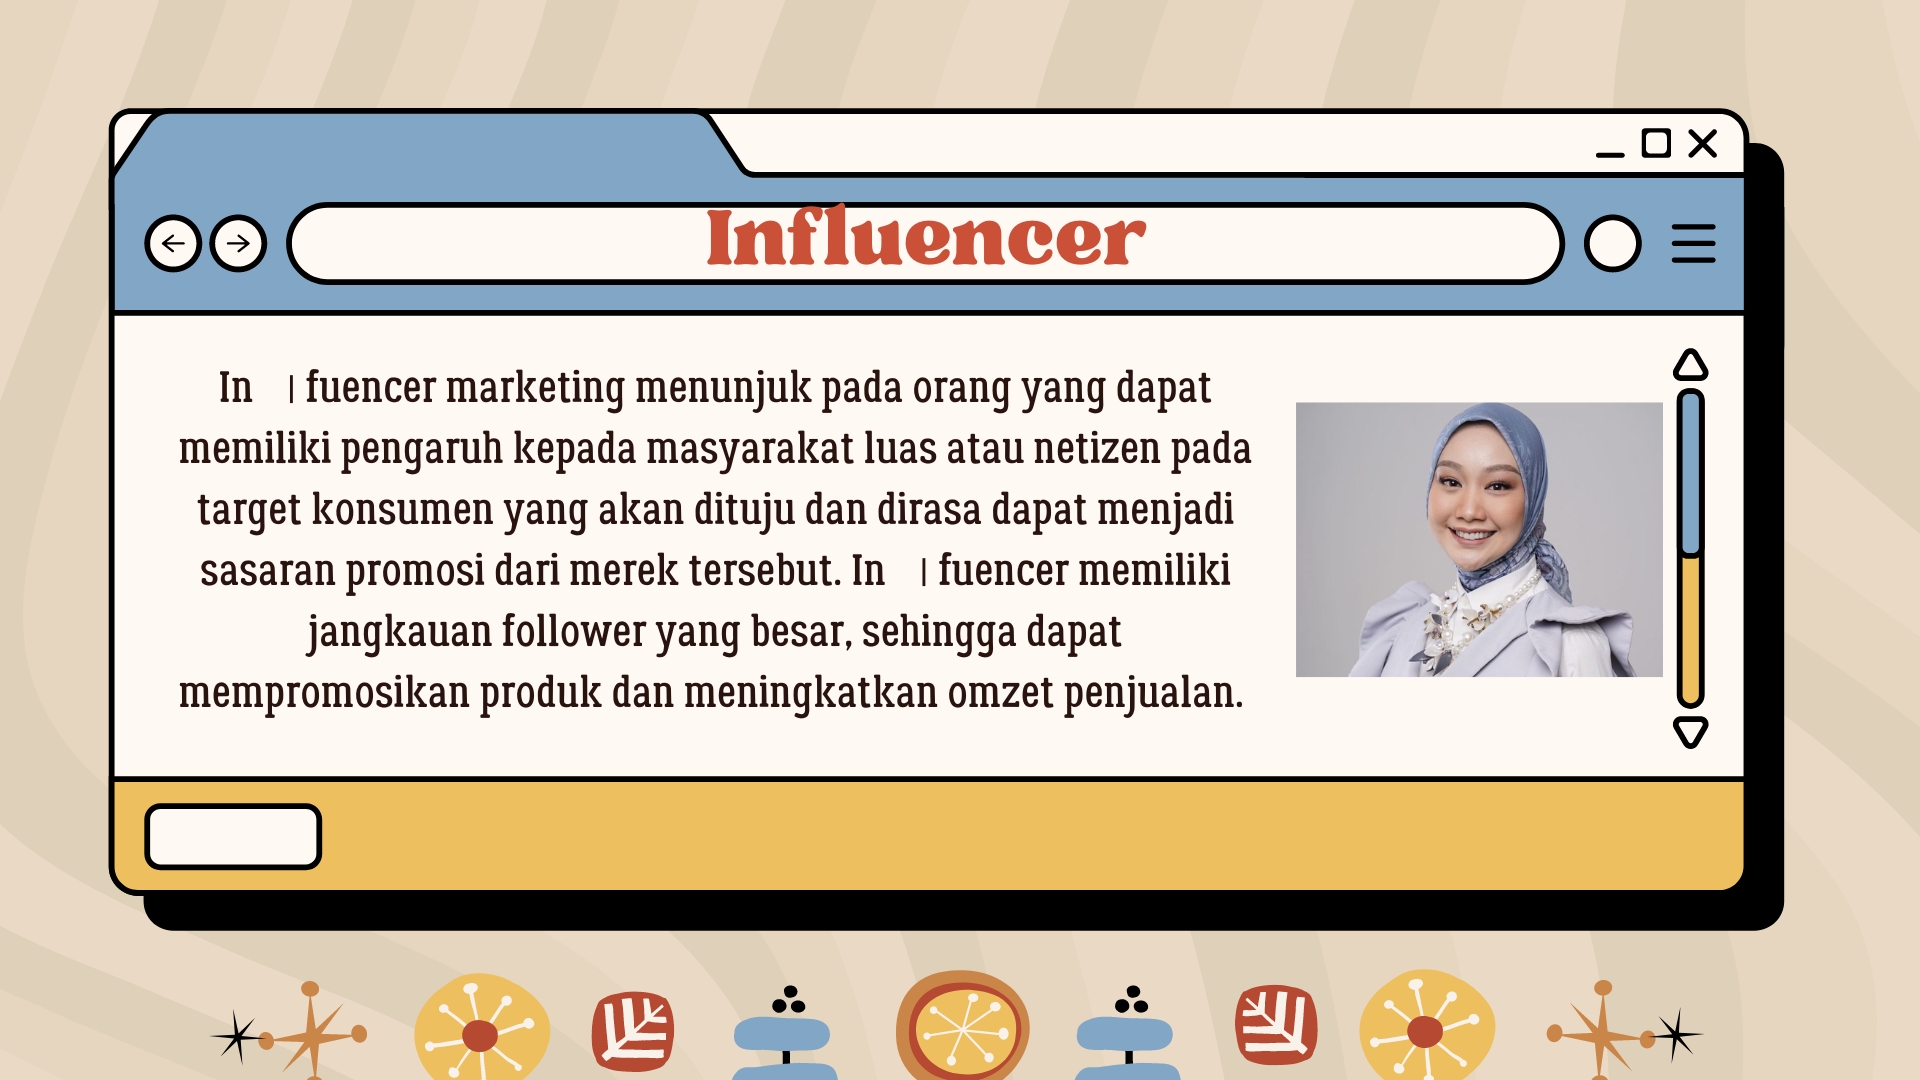 Influencer
In | fuencer marketing menunjuk pada orang yang dapat
memiliki pengaruh kepada masyarakat luas atau netizen pada
target konsumen yang akan dituju dan dirasa dapat menjadi
sasaran promosi dari merek tersebut. In | fuencer memiliki
jangkauan follower yang besar, sehingga dapat
mempromosikan produk dan meningkatkan omzet penjualan.